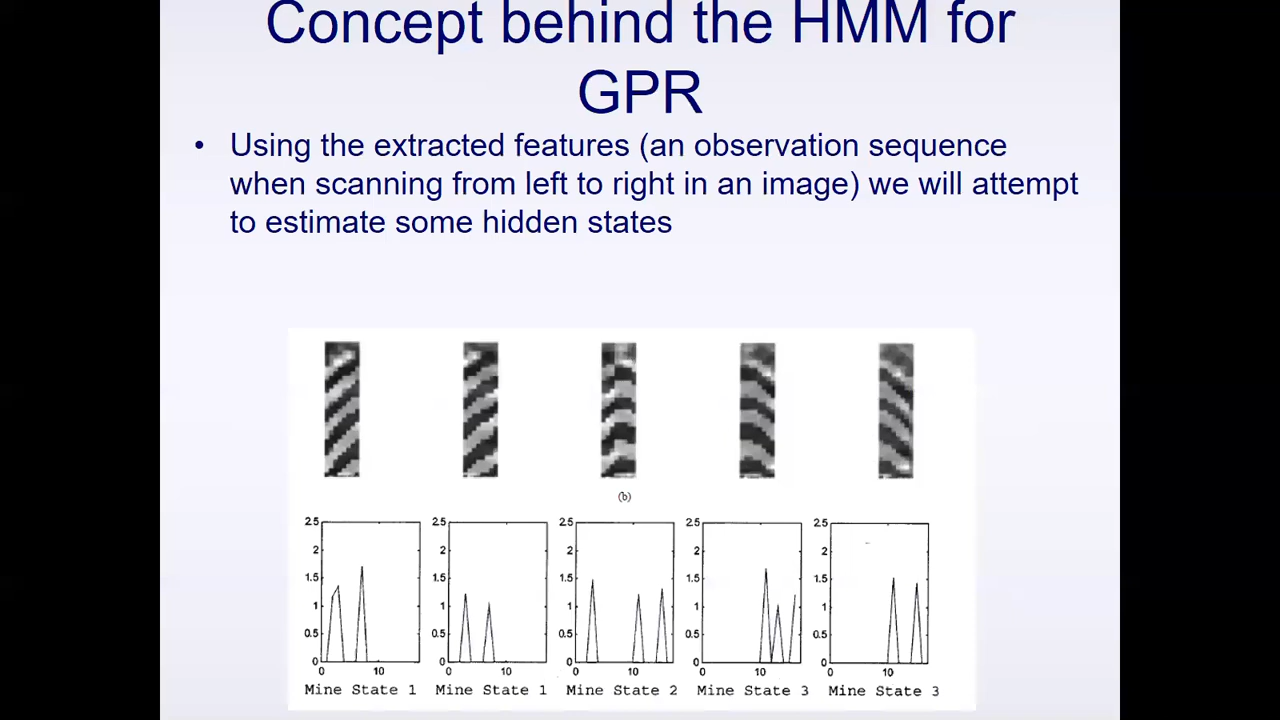 Concept behind the HMM for
GPR
• Using the extracted features (an observation sequence
when scanning from left to right in an image) we will attempt
to estimate some hidden states
(b)
2.5 2.5 2.5 2.5 2.5
2 2 2 2 2
1.5 1.5 1.5 1.5 1.5
1 1 1 1 1
0.5 0.5 0.5 0.5 0.5
0 0 0 0 0
0 10 0 10 0 10 0 10 0 10
Mine State 1 Mine State 1 Mine State 2 Mine State 3 Mine State 3